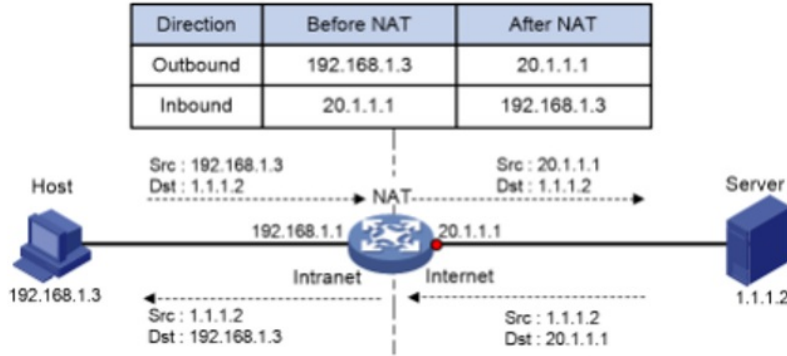 Direction Before NAT After NAT
Outbound 192.168.1.3 20.1.1.1
Inbound 20.1.1.1 192.168.1.3
Src : 192.168.1.3
Dst : 1.1.1.2
Src : 20.1.1.1
Dst : 1.1.1.2
Host
NAT
Server
192.168.1.1
20.1.1.1
Intranet
Internet
192.168.1.3
1.1.1.2
Src : 1.1.1.2
Dst : 192.168.1.3
Src : 1.1.1.2
Dst : 20.1.1.1